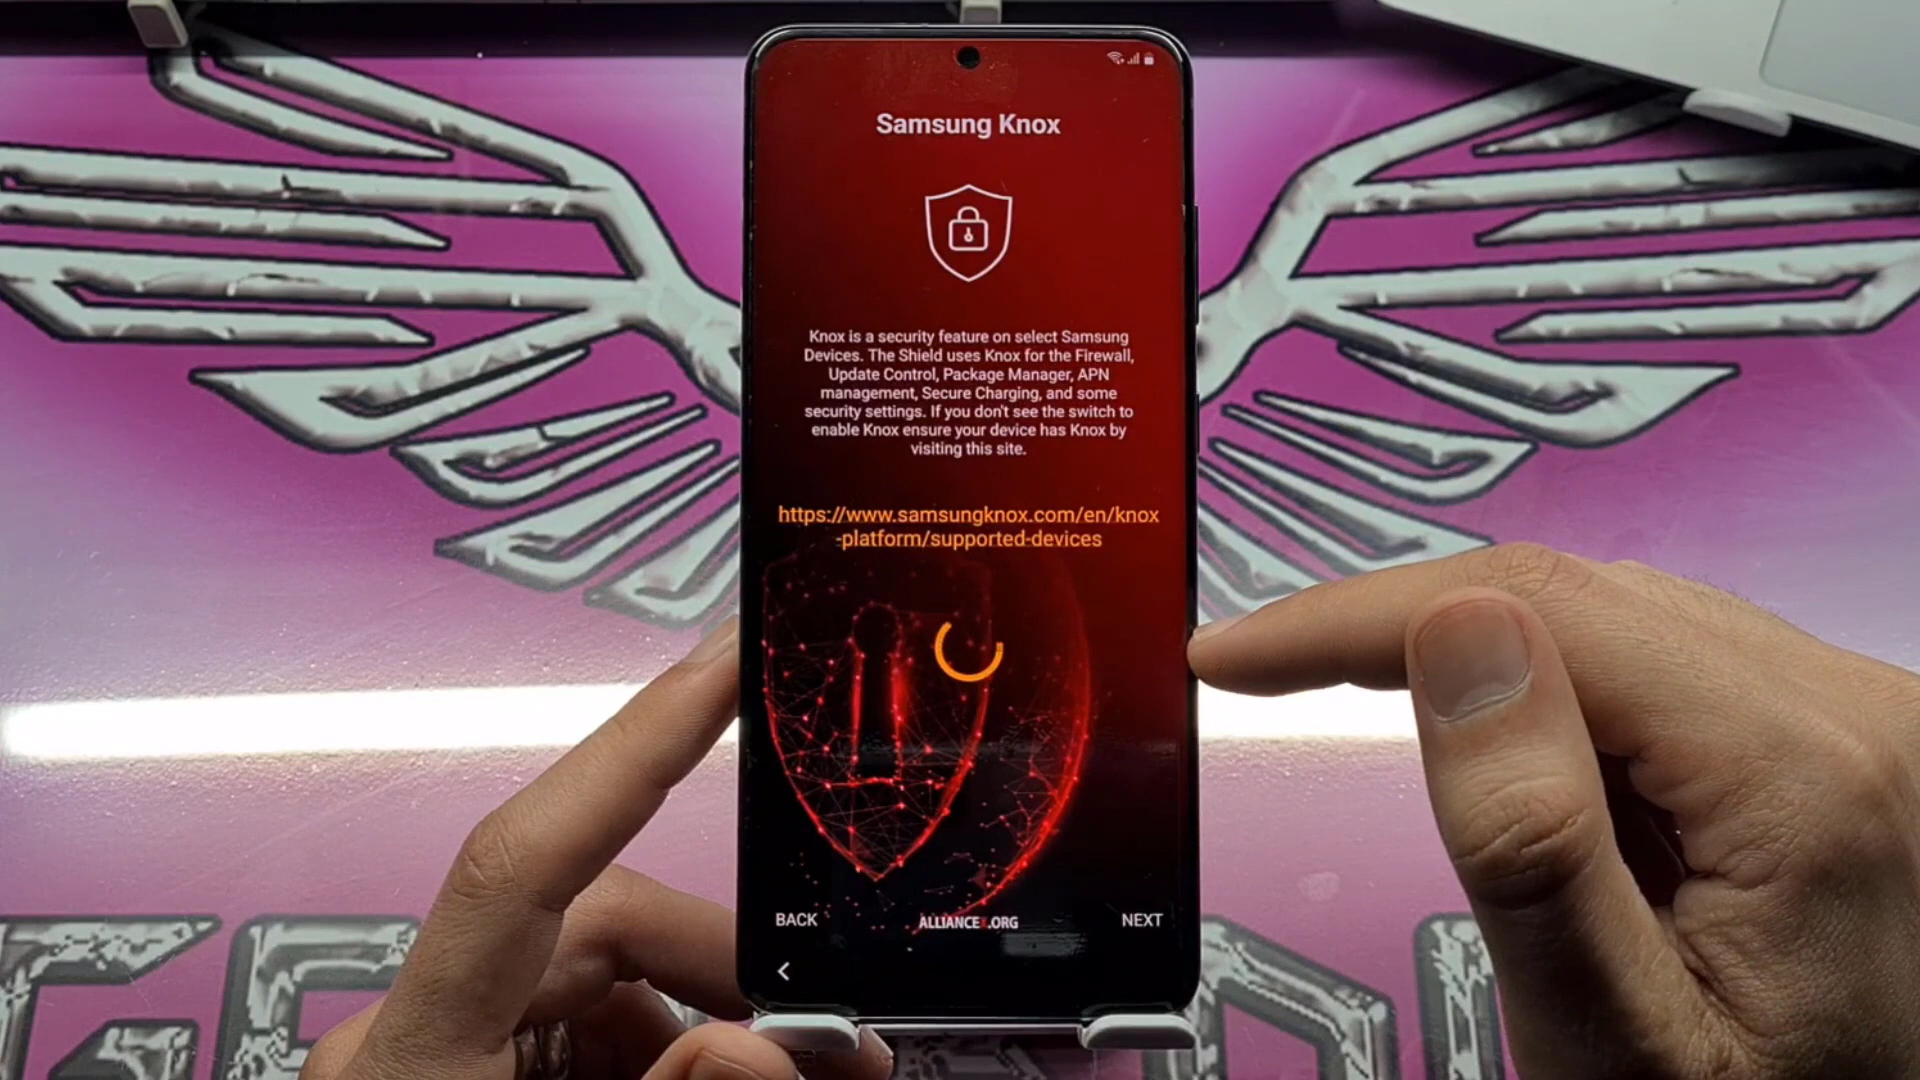 Samsung Knox
Knox is a security feature on select Samsung
Devices. The Shield uses Knox for the Firewall,
Update Control, Package Manager, APN
management, Secure Charging, and some
security settings. If you don't see the switch to
enable Knox ensure your device has Knox by
visiting this site.
https://www.samsungknox.com/en/knox
-platform/supported-devices
BACK
ALLIANCEX.ORG
NEXT